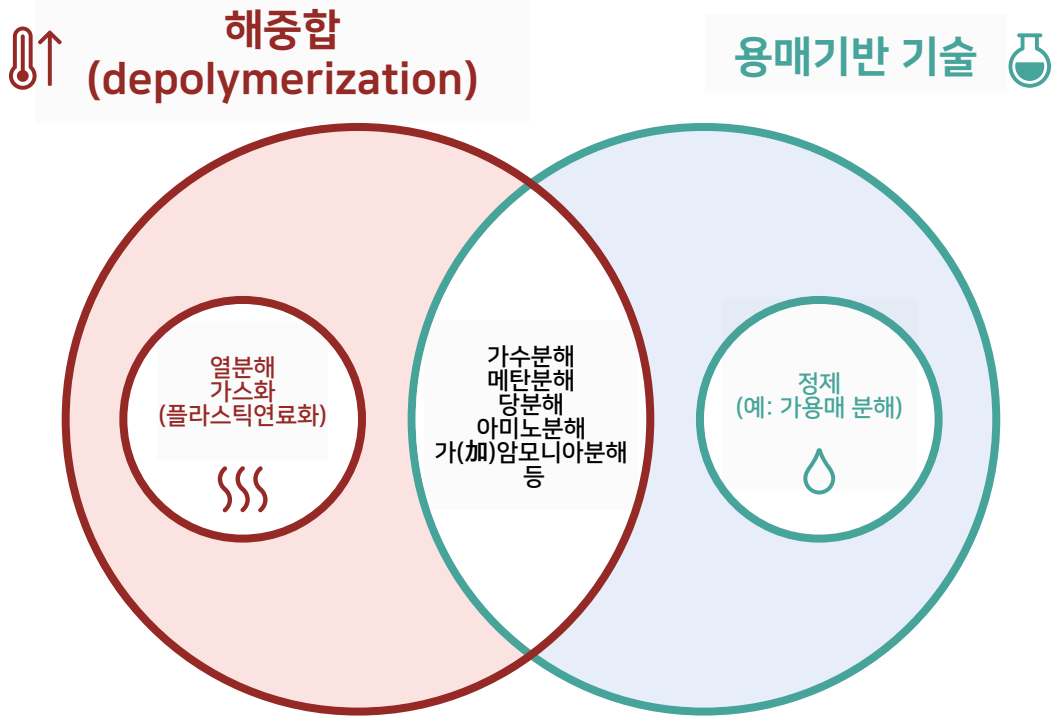 해중합
(depolymerization)
용매기반 기술
열분해
가스화
(플라스틱연료화)
가수분해
메탄분해
당분해
아미노분해
가(加)암모니아분해
등
정제
(예: 가용매 분해)